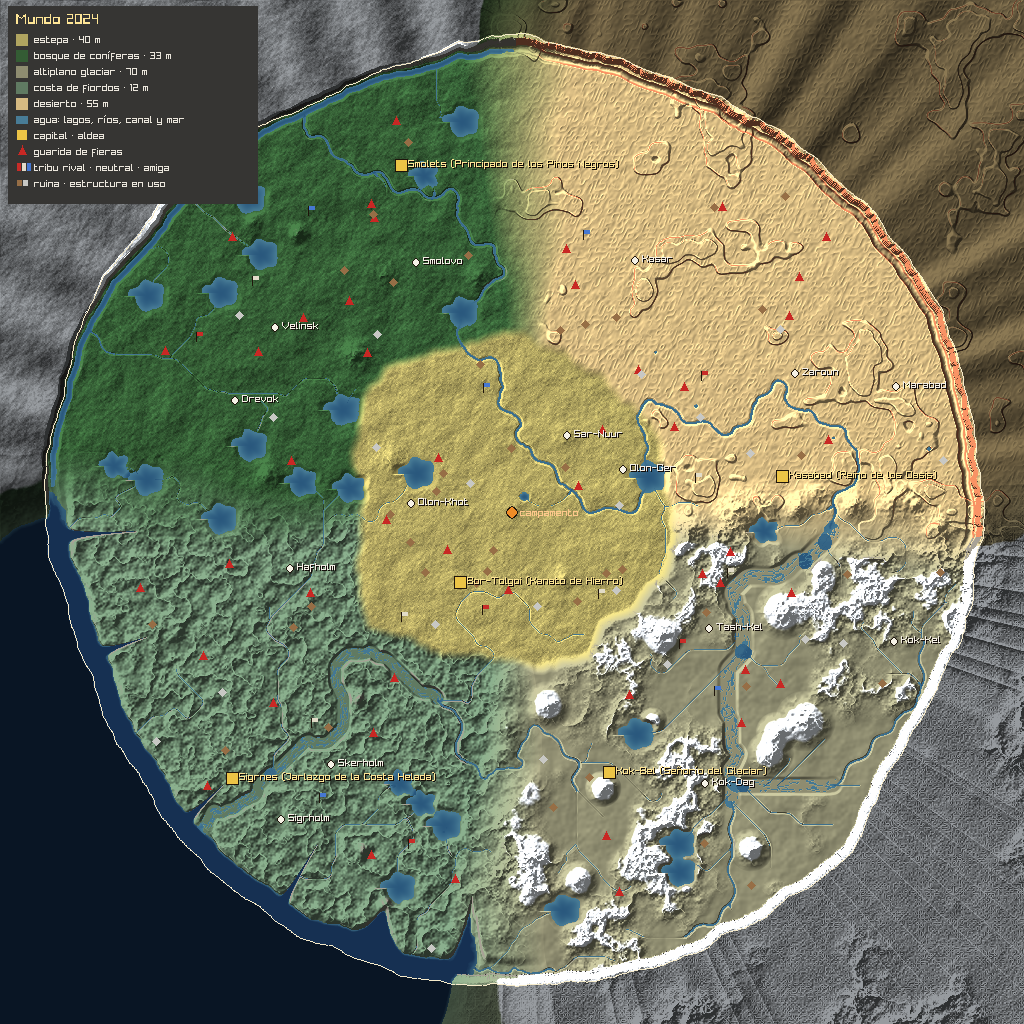 Mundo 2024
estepa · 40 m
bosque de coníferas · 33 m
altiplano glaciar · 70 m
costa de fiordos · 12 m
desierto · 55 m
agua: lagos, ríos, canal y mar
capital · aldea
guarida de fieras
tribu rival · neutral · amiga
ruina · estructura en uso
Smolets (Principado de los Pinos Negros)
Smolovo
Kasar
Velinsk
Zaroun
Marabad
Drevok
Sar-Nuur
Olon-Ger
Kasabad (Reino de los Oasis)
Olon-Khot
campamento
Hafholm
Bor-Tolgoi (Kanato de Hierro)
Tash-Kel
Kok-Kel
Skerholm
Kok-Bel (Señorío del Glaciar)
Sigrnes (Jarlazgo de la Costa Helada)
Kok-Dag
Sigrholm